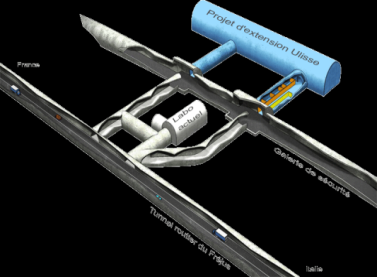 Projet d'extension Ulisse
France
Labo
actuel
Galerie de sécurité
Tunnel routier du Fréjus
Italie